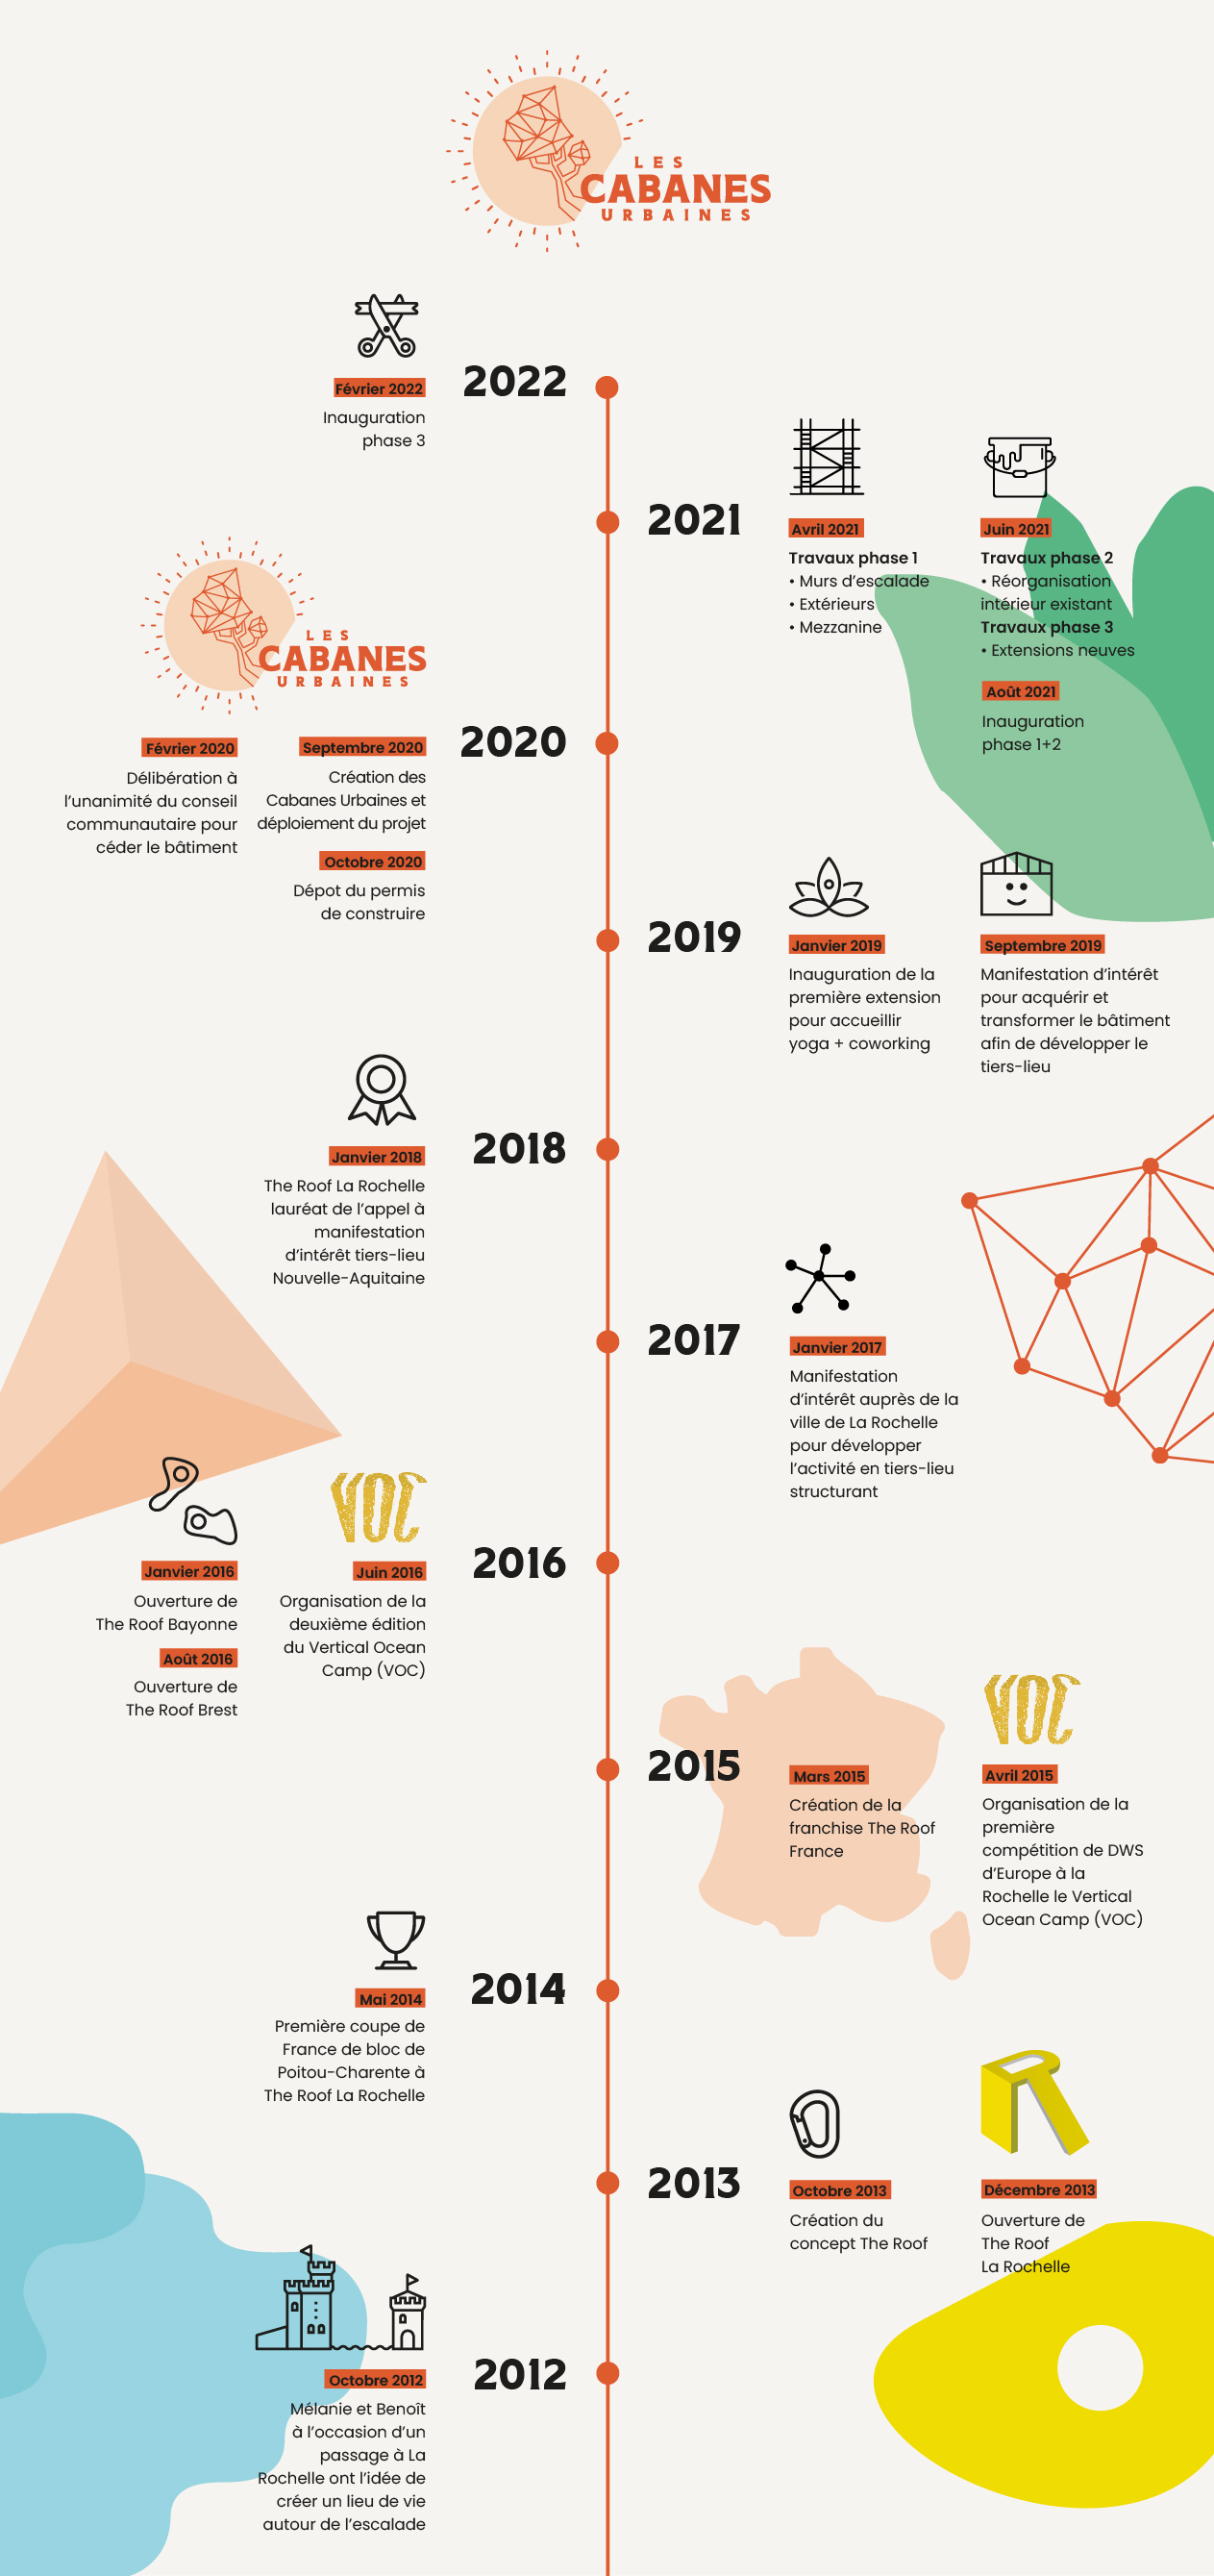 LES
CABANES
URBAINES
2022
Février 2022
Inauguration
phase 3
2021
Avril 2021
Travaux phase 1
• Murs d’escalade
• Extérieurs
• Mezzanine
Juin 2021
Travaux phase 2
• Réorganisation
intérieur existant
Travaux phase 3
• Extensions neuves
Août 2021
Inauguration
phase 1+2
LES
CABANES
URBAINES
2020
Février 2020
Délibération à
l’unanimité du conseil
communautaire pour
céder le bâtiment
Septembre 2020
Création des
Cabanes Urbaines et
déploiement du projet
Octobre 2020
Dépot du permis
de construire
2019
Janvier 2019
Inauguration de la
première extension
pour accueillir
yoga + coworking
Septembre 2019
Manifestation d’intérêt
pour acquérir et
transformer le bâtiment
afin de développer le
tiers-lieu
2018
Janvier 2018
The Roof La Rochelle
lauréat de l’appel à
manifestation
d’intérêt tiers-lieu
Nouvelle-Aquitaine
2017
Janvier 2017
Manifestation
d’intérêt auprès de la
ville de La Rochelle
pour développer
l’activité en tiers-lieu
structurant
2016
Janvier 2016
Ouverture de
The Roof Bayonne
Août 2016
Ouverture de
The Roof Brest
VOC
Juin 2016
Organisation de la
deuxième édition
du Vertical Ocean
Camp (VOC)
2015
Mars 2015
Création de la
franchise The Roof
France
VOC
Avril 2015
Organisation de la
première
compétition de DWS
d’Europe à la
Rochelle le Vertical
Ocean Camp (VOC)
2014
Mai 2014
Première coupe de
France de bloc de
Poitou-Charente à
The Roof La Rochelle
2013
Octobre 2013
Création du
concept The Roof
Décembre 2013
Ouverture de
The Roof
La Rochelle
2012
Octobre 2012
Mélanie et Benoît
à l’occasion d’un
passage à La
Rochelle ont l’idée de
créer un lieu de vie
autour de l’escalade